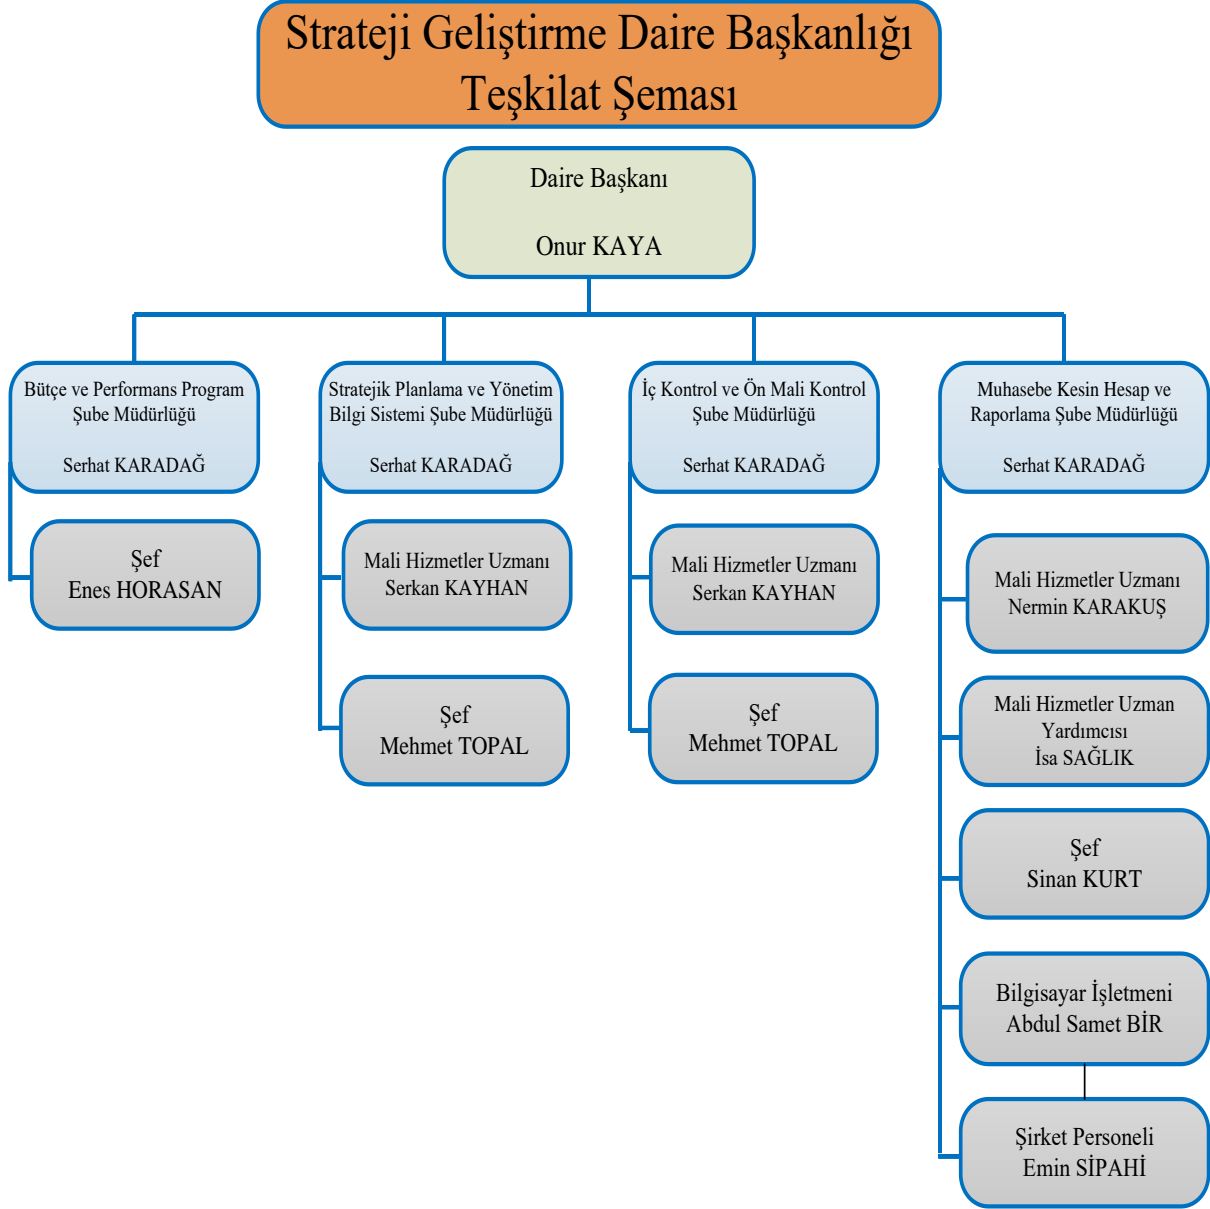 Strateji Geliştirme Daire Başkanlığı
Teşkilat Şeması
Daire Başkanı
Onur KAYA
Bütçe ve Performans Program
Şube Müdürlüğü
Serhat KARADAĞ
Şef
Enes HORASAN
Stratejik Planlama ve Yönetim
Bilgi Sistemi Şube Müdürlüğü
Serhat KARADAĞ
Mali Hizmetler Uzmanı
Serkan KAYHAN
Şef
Mehmet TOPAL
İç Kontrol ve Ön Mali Kontrol
Şube Müdürlüğü
Serhat KARADAĞ
Mali Hizmetler Uzmanı
Serkan KAYHAN
Şef
Mehmet TOPAL
Muhasebe Kesin Hesap ve
Raporlama Şube Müdürlüğü
Serhat KARADAĞ
Mali Hizmetler Uzmanı
Nermin KARAKUŞ
Mali Hizmetler Uzman
Yardımcısı
İsa SAĞLIK
Şef
Sinan KURT
Bilgisayar İşletmeni
Abdul Samet BİR
Şirket Personeli
Emin SİPAHİ